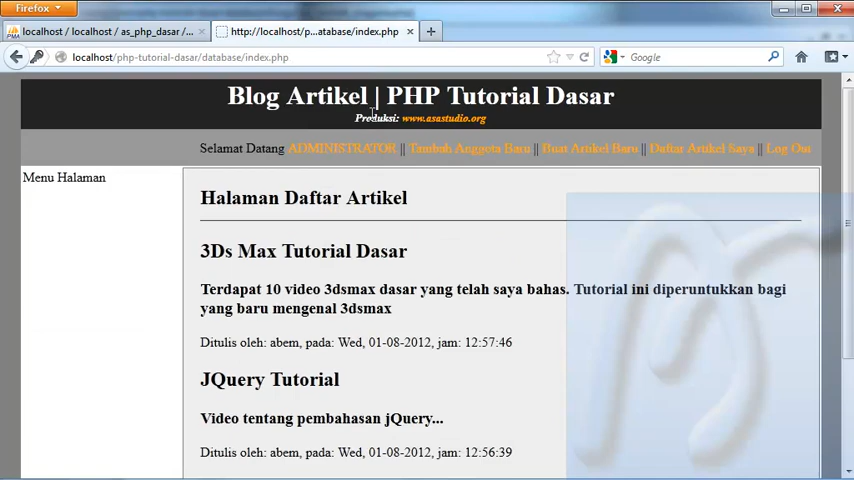 Firefox
localhost / localhost / as_php_dasar / ...
http://localhost/p...atabase/index.php
localhost/php-tutorial-dasar/database/index.php
Google
Blog Artikel | PHP Tutorial Dasar
Produksi: www.asastudio.org
Selamat Datang ADMINISTRATOR || Tambah Anggota Baru || Buat Artikel Baru || Daftar Artikel Saya || Log Out
Menu Halaman
Halaman Daftar Artikel
3Ds Max Tutorial Dasar
Terdapat 10 video 3dsmax dasar yang telah saya bahas. Tutorial ini diperuntukkan bagi
yang baru mengenal 3dsmax
Ditulis oleh: abem, pada: Wed, 01-08-2012, jam: 12:57:46
JQuery Tutorial
Video tentang pembahasan jQuery...
Ditulis oleh: abem, pada: Wed, 01-08-2012, jam: 12:56:39